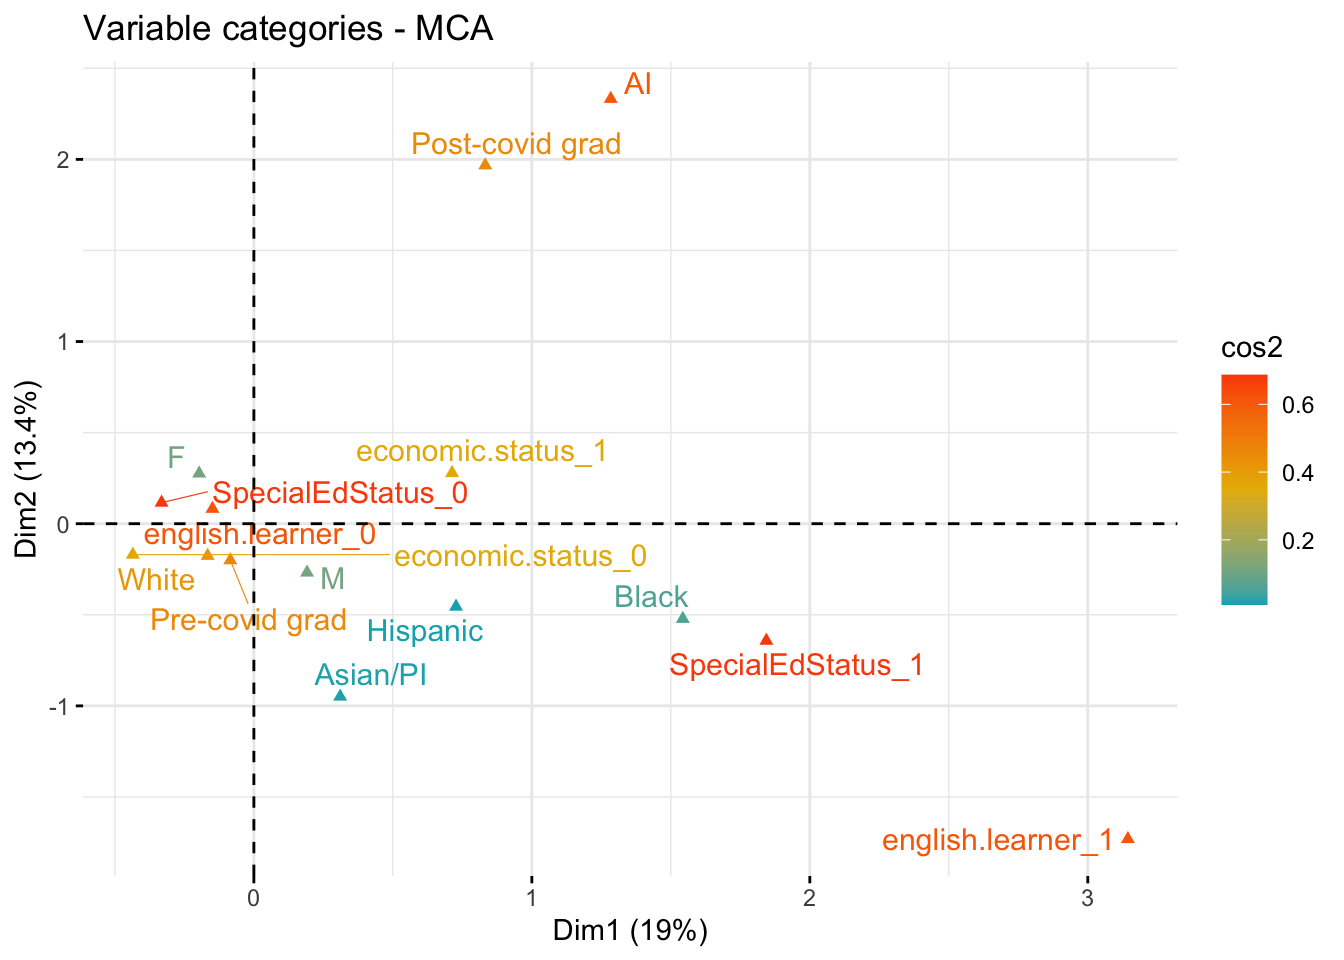 Variable categories - MCA
AI
Post-covid grad
2
1
cos2
0.6
0.4
0.2
Dim2 (13.4%)
F
economic.status_1
SpecialEdStatus_0
0
english.learner_0
economic.status_0
White
M
Black
Pre-covid grad
Hispanic
SpecialEdStatus_1
Asian/PI
-1
english.learner_1
0
1
2
3
Dim1 (19%)